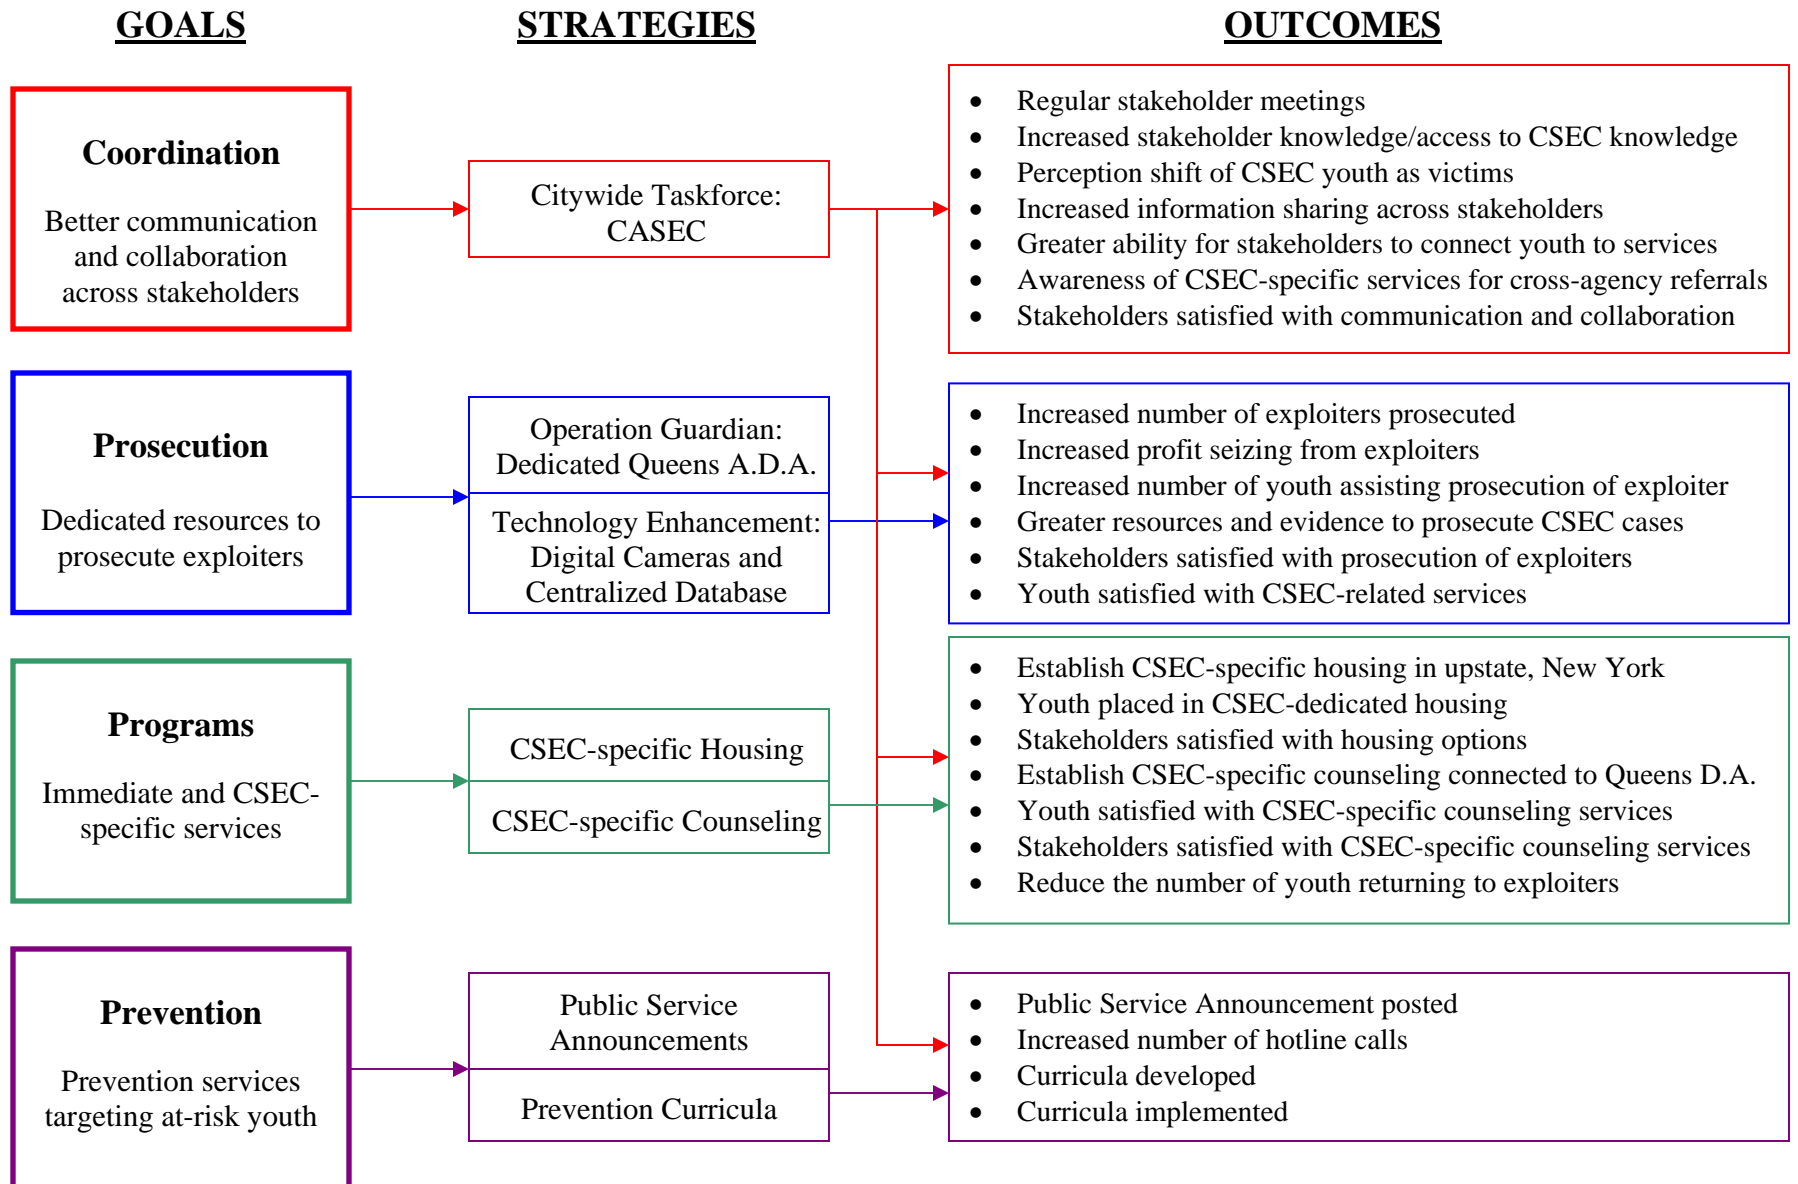 GOALS
STRATEGIES
OUTCOMES
Coordination
Better communication
and collaboration
across stakeholders
Citywide Taskforce:
CASEC
• Regular stakeholder meetings
• Increased stakeholder knowledge/access to CSEC knowledge
• Perception shift of CSEC youth as victims
• Increased information sharing across stakeholders
• Greater ability for stakeholders to connect youth to services
• Awareness of CSEC-specific services for cross-agency referrals
• Stakeholders satisfied with communication and collaboration
Prosecution
Dedicated resources to
prosecute exploiters
Operation Guardian:
Dedicated Queens A.D.A.
Technology Enhancement:
Digital Cameras and
Centralized Database
• Increased number of exploiters prosecuted
• Increased profit seizing from exploiters
• Increased number of youth assisting prosecution of exploiter
• Greater resources and evidence to prosecute CSEC cases
• Stakeholders satisfied with prosecution of exploiters
• Youth satisfied with CSEC-related services
Programs
Immediate and CSEC-
specific services
CSEC-specific Housing
CSEC-specific Counseling
• Establish CSEC-specific housing in upstate, New York
• Youth placed in CSEC-dedicated housing
• Stakeholders satisfied with housing options
• Establish CSEC-specific counseling connected to Queens D.A.
• Youth satisfied with CSEC-specific counseling services
• Stakeholders satisfied with CSEC-specific counseling services
• Reduce the number of youth returning to exploiters
Prevention
Prevention services
targeting at-risk youth
Public Service
Announcements
Prevention Curricula
• Public Service Announcement posted
• Increased number of hotline calls
• Curricula developed
• Curricula implemented